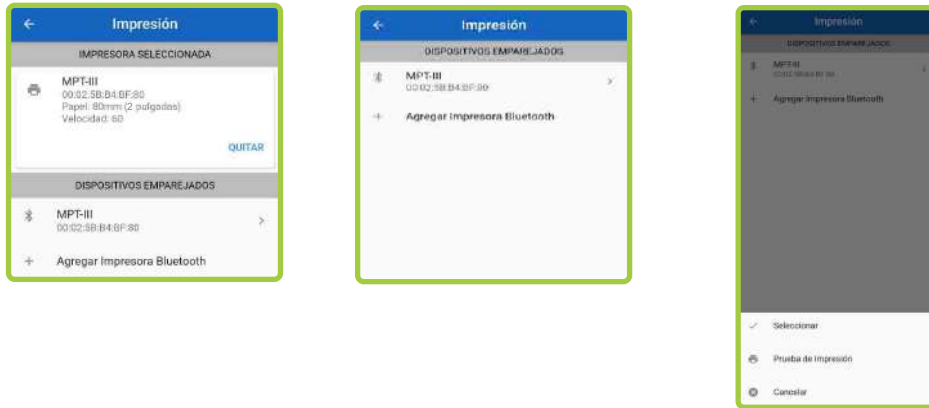 Impresión
IMPRESORA SELECCIONADA
MPT-III
00:02:5B:B4:BF:80
Papel: 80mm (2 pulgadas)
Velocidad: 60
QUITAR
DISPOSITIVOS EMPAREJADOS
MPT-III
00:02:5B:B4:BF:80
Agregar Impresora Bluetooth
Impresión
DISPOSITIVOS EMPAREJADOS
MPT-III
00:02:5B:B4:BF:80
Agregar Impresora Bluetooth
Impresión
DISPOSITIVOS EMPAREJADOS
MPT-III
Agregar Impresora Bluetooth
Seleccionar
Prueba de Impresión
Cancelar